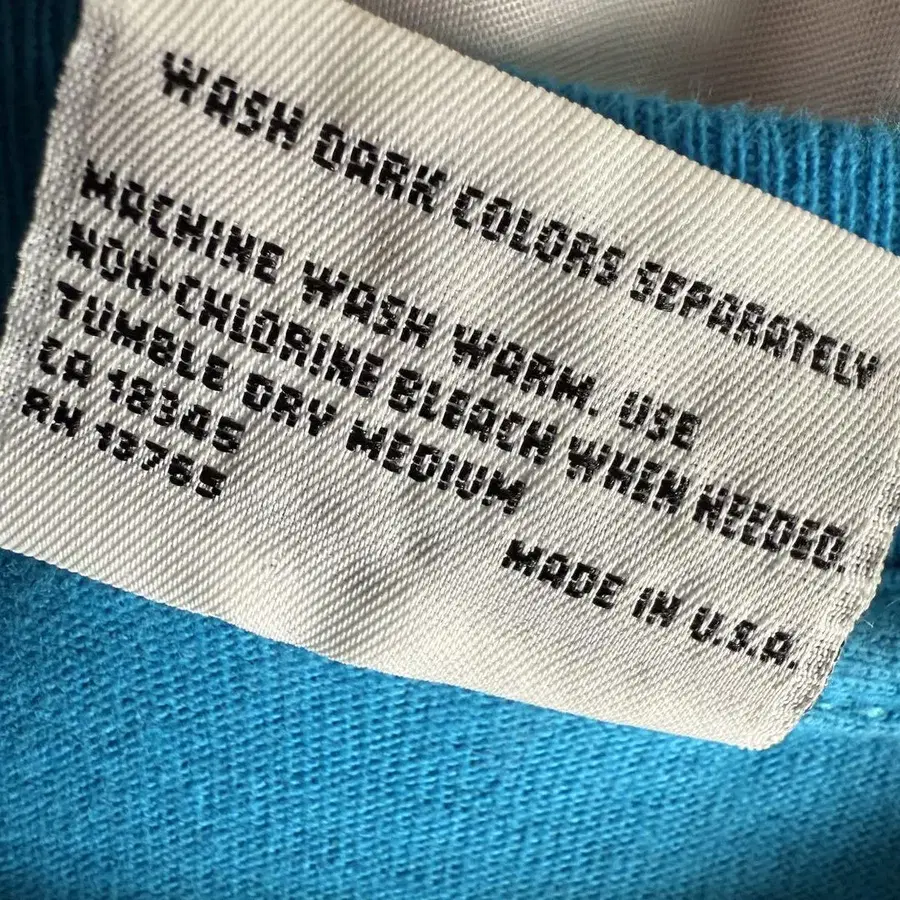 WASH DARK COLORS SEPARATELY
MACHINE WASH WARM. USE
NON-CHLORINE BLEACH WHEN NEEDED.
TUMBLE DRY MEDIUM
CA 18345
RN 13765
MADE IN U.S.A.